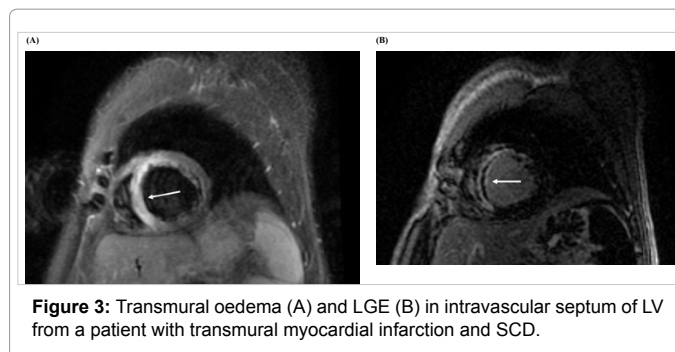 (A)
(B)
Figure 3: Transmural oedema (A) and LGE (B) in intravascular septum of LV
from a patient with transmural myocardial infarction and SCD.